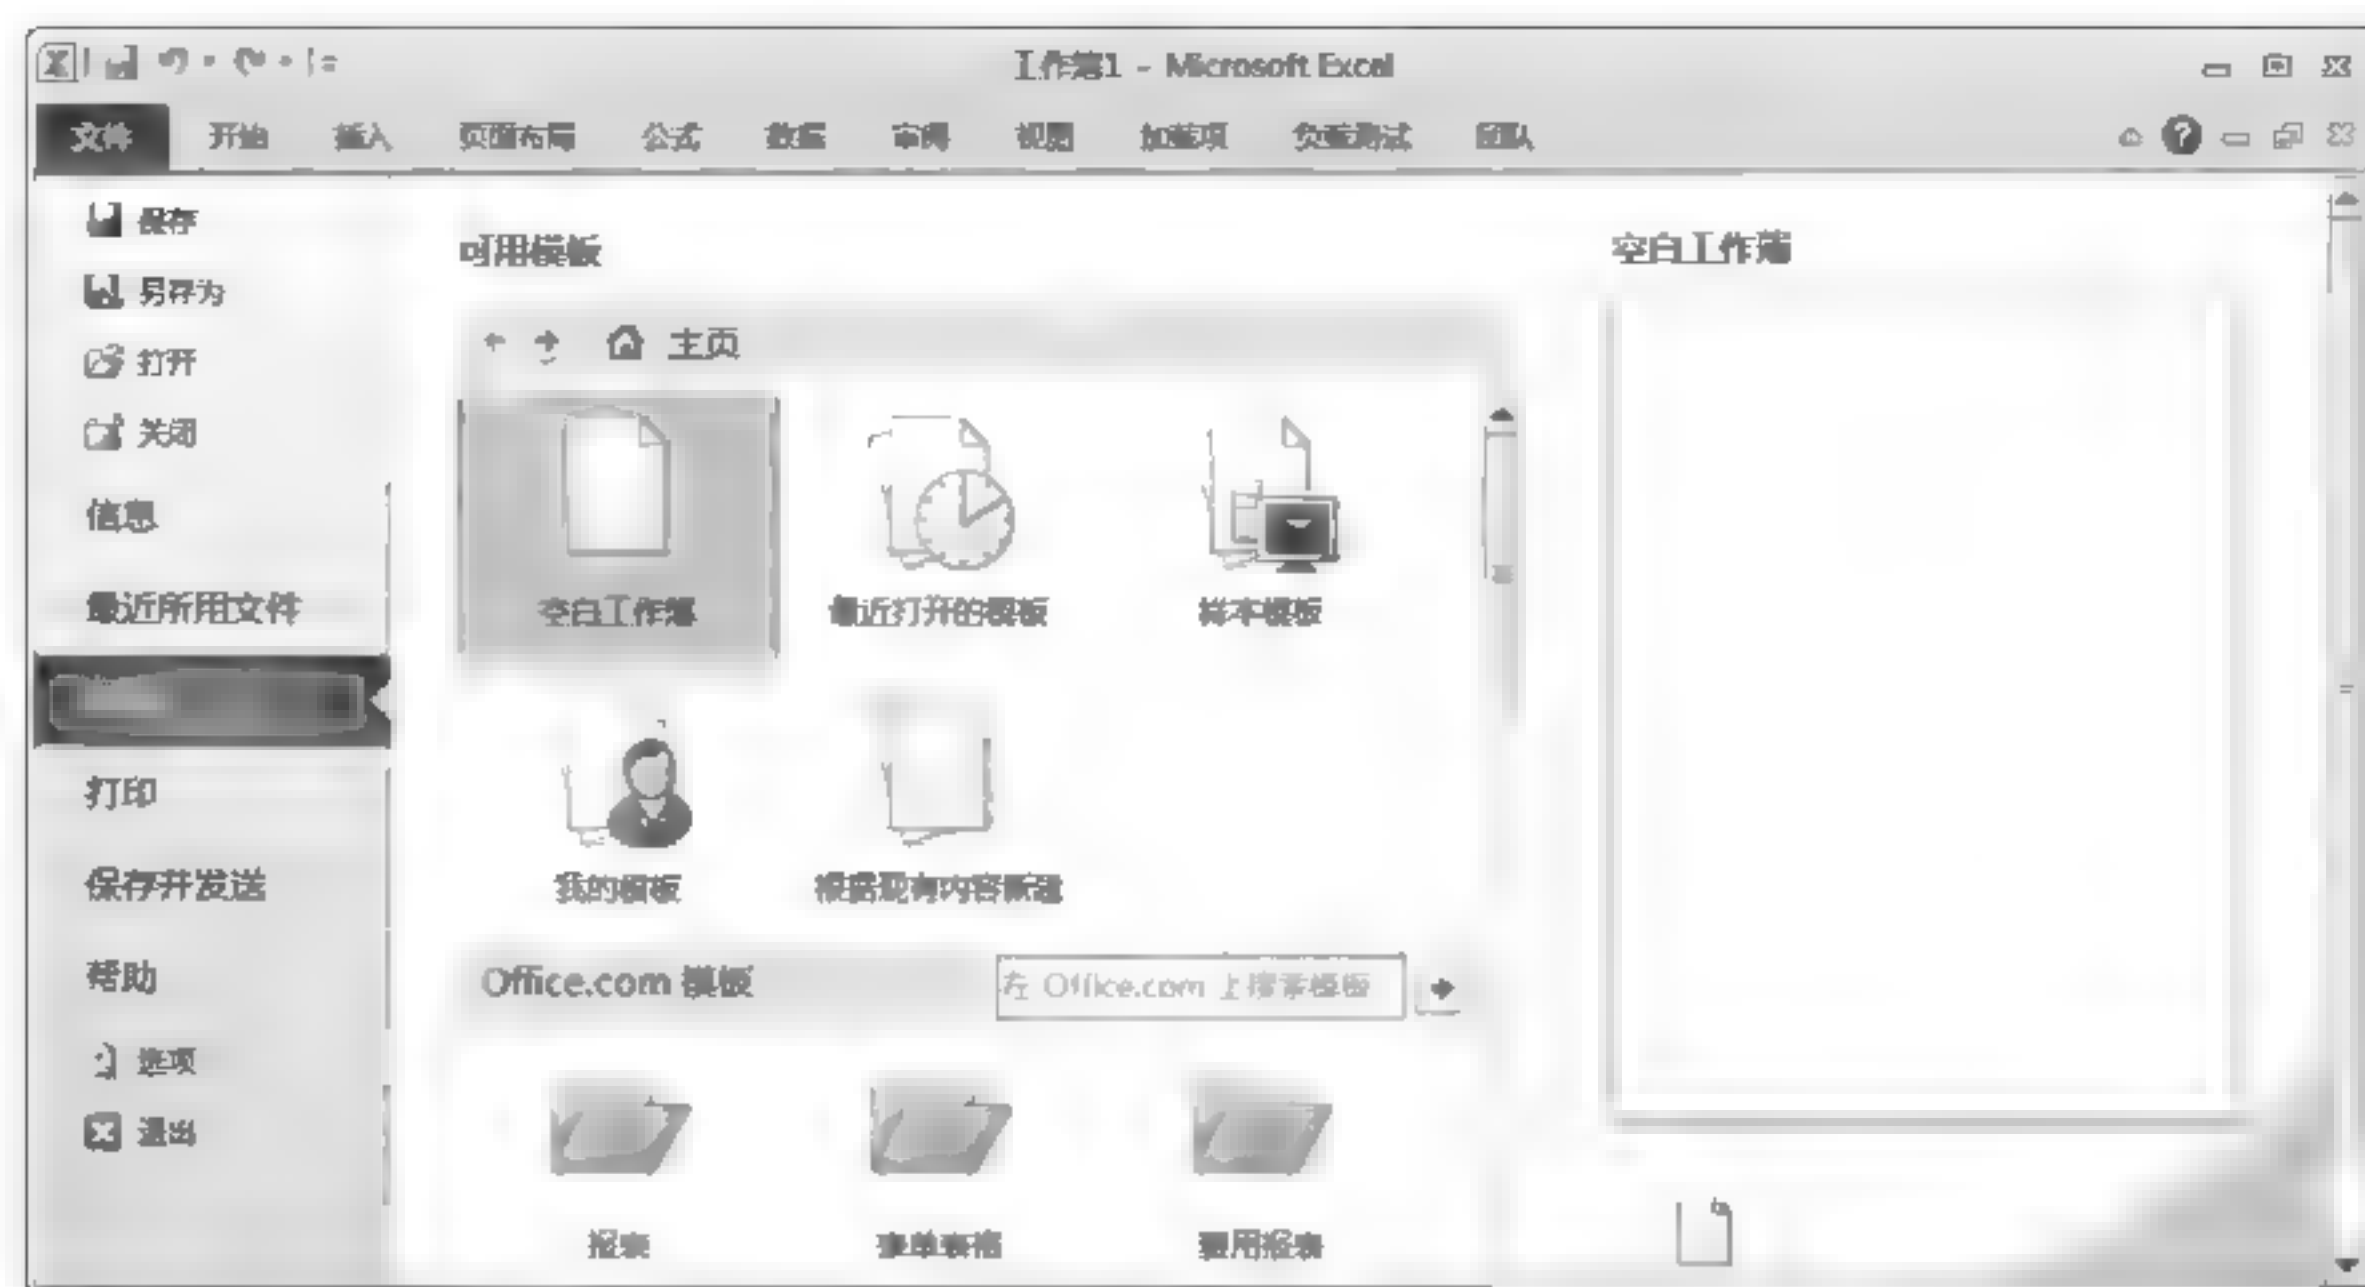 工作簿1 - Microsoft Excel
文件 开始 插入 页面布局 公式 数据 审阅 视图 加载项 负载测试 团队
保存
另存为
打开
关闭
信息
最近所用文件
打印
保存并发送
帮助
选项
退出
可用模板
主页
空白工作簿 最近打开的模板 样本模板
我的模板 根据现有内容新建
Office.com 模板 在 Office.com 上搜索模板
报表 表单表格 费用报表
空白工作簿